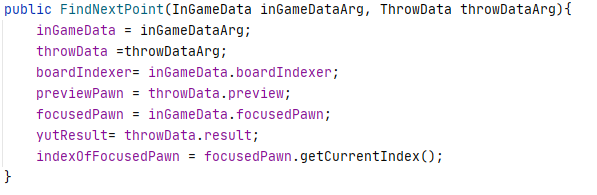 public FindNextPoint(InGameData inGameDataArg, ThrowData throwDataArg){
    inGameData = inGameDataArg;
    throwData =throwDataArg;
    boardIndexer= inGameData.boardIndexer;
    previewPawn = throwData.preview;
    focusedPawn = inGameData.focusedPawn;
    yutResult= throwData.result;
    indexOfFocusedPawn = focusedPawn.getCurrentIndex();
}